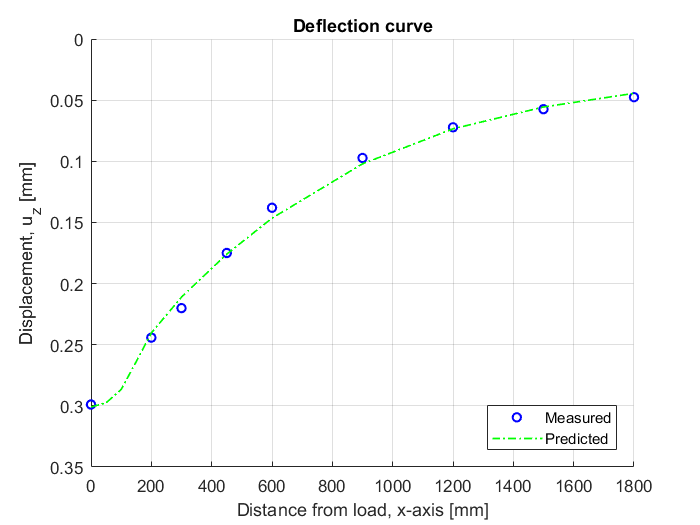 Deflection curve
0
0.05
0.1
0.15
0.2
0.25
0.3
0.35
Displacement, u_z [mm]
Measured
Predicted
0 200 400 600 800 1000 1200 1400 1600 1800
Distance from load, x-axis [mm]